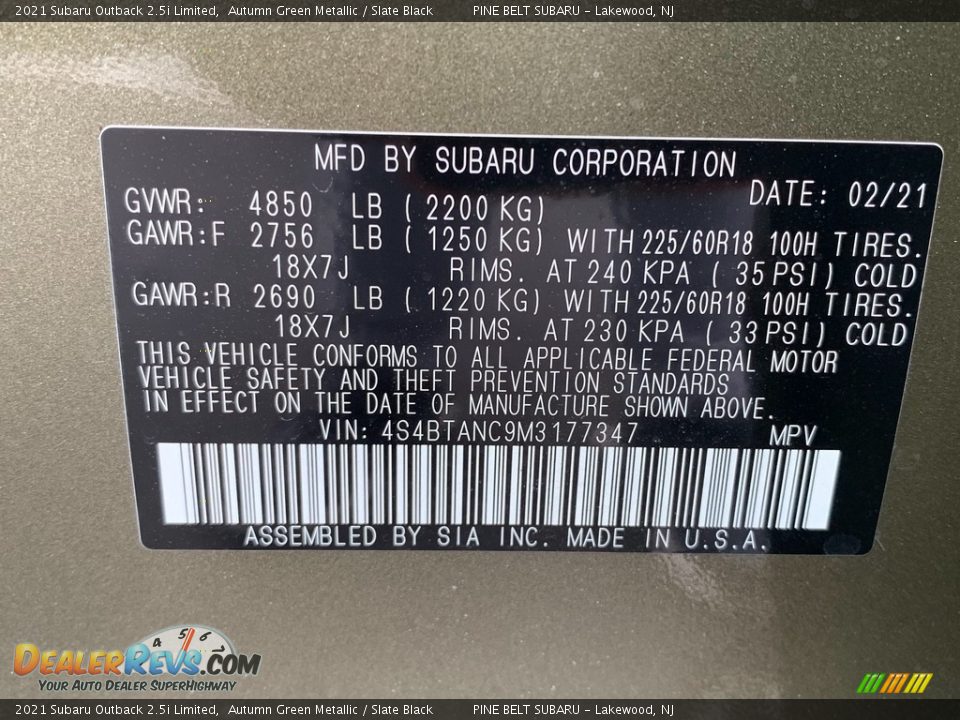 2021 Subaru Outback 2.5i Limited,  Autumn Green Metallic / Slate Black    PINE BELT SUBARU - Lakewood, NJ
MFD BY SUBARU CORPORATION
DATE: 02/21
GVWR: 4850 LB ( 2200 KG)
GAWR:F 2756 LB ( 1250 KG) WITH 225/60R18 100H TIRES.
18X7J RIMS. AT 240 KPA ( 35 PSI) COLD
GAWR:R 2690 LB ( 1220 KG) WITH 225/60R18 100H TIRES.
18X7J RIMS. AT 230 KPA ( 33 PSI) COLD
THIS VEHICLE CONFORMS TO ALL APPLICABLE FEDERAL MOTOR
VEHICLE SAFETY AND THEFT PREVENTION STANDARDS
IN EFFECT ON THE DATE OF MANUFACTURE SHOWN ABOVE.
VIN: 4S4BTANC9M3177347 MPV
ASSEMBLED BY SIA INC. MADE IN U.S.A.
4 5 6 7
DEALERREVS.COM
YOUR AUTO DEALER SUPERHIGHWAY
2021 Subaru Outback 2.5i Limited,  Autumn Green Metallic / Slate Black    PINE BELT SUBARU - Lakewood, NJ